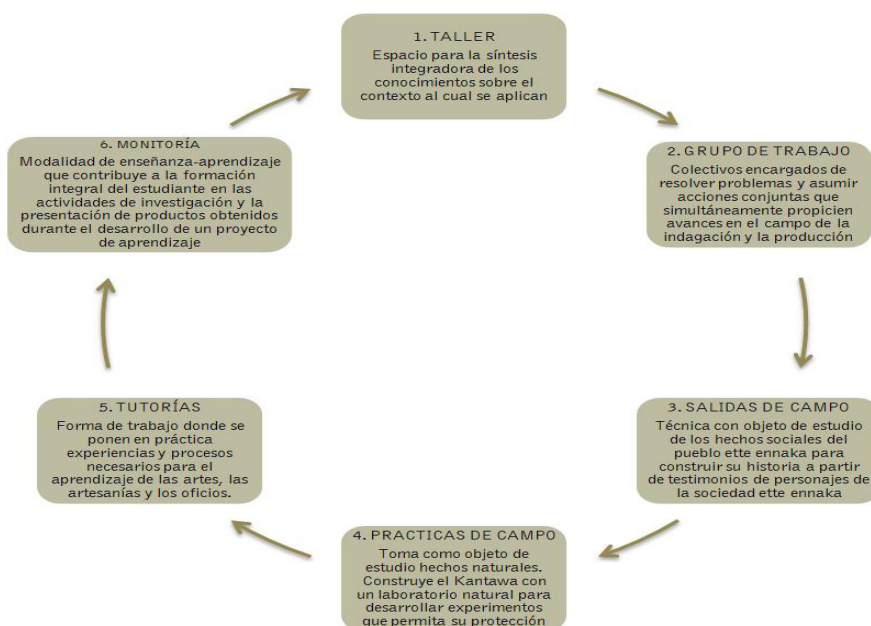 1. TALLER
Espacio para la síntesis
integradora de los
conocimientos sobre el
contexto al cual se aplican
2. GRUPO DE TRABAJO
Colectivos encargados de
resolver problemas y asumir
acciones conjuntas que
simultáneamente propicien
avances en el campo de la
indagación y la producción
3. SALIDAS DE CAMPO
Técnica con objeto de estudio
de los hechos sociales del
pueblo ette ennaka para
construir su historia a partir
de testimonios de personajes de
la sociedad ette ennaka
4. PRACTICAS DE CAMPO
Toma como objeto de
estudio hechos naturales.
Construye el Kantawa con
un laboratorio natural para
desarrollar experimentos
que permita su protección
5. TUTORÍAS
Forma de trabajo donde se
ponen en práctica
experiencias y procesos
necesarios para el
aprendizaje de las artes, las
artesanías y los oficios.
6. MONITORÍA
Modalidad de enseñanza-aprendizaje
que contribuye a la formación
integral del estudiante en las
actividades de investigación y la
presentación de productos obtenidos
durante el desarrollo de un proyecto
de aprendizaje